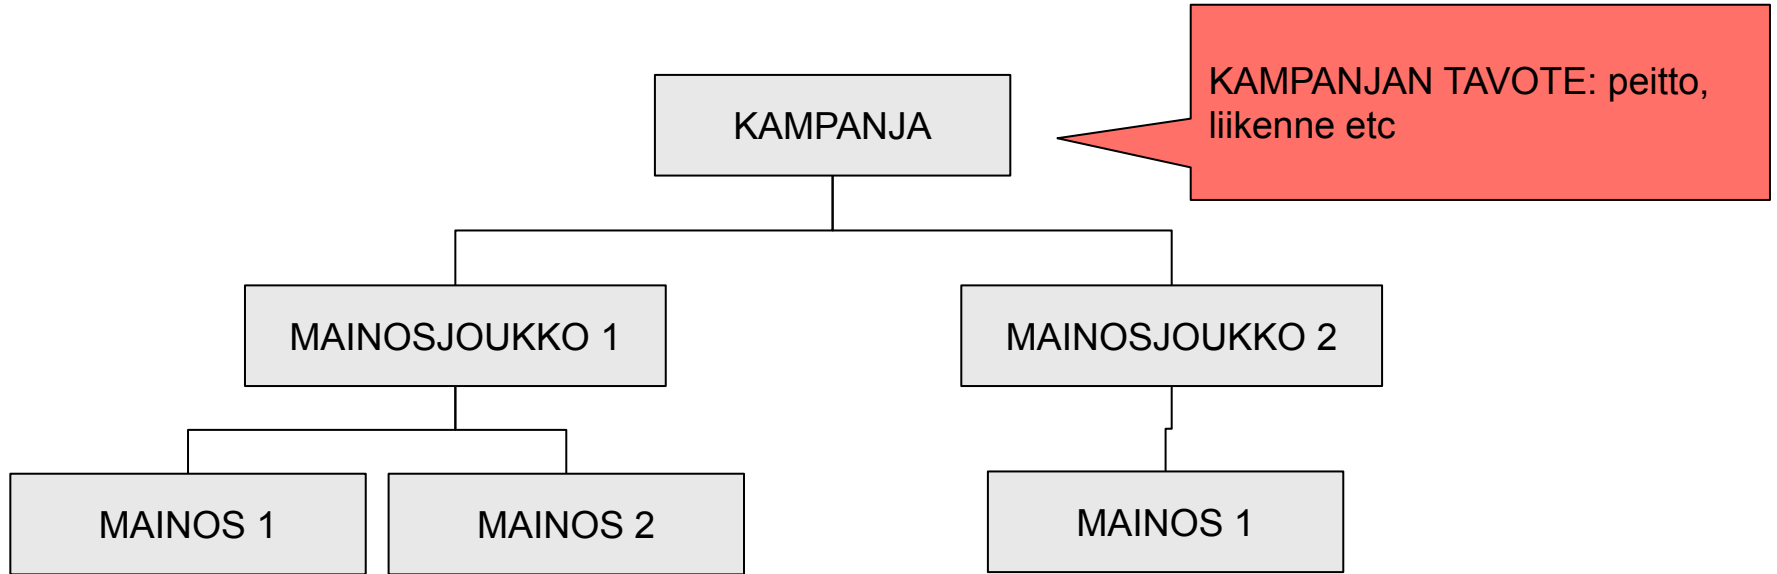 KAMPANJAN TAVOTE: peitto,
liikenne etc
KAMPANJA
MAINOSJOUKKO 1
MAINOSJOUKKO 2
MAINOS 1
MAINOS 2
MAINOS 1